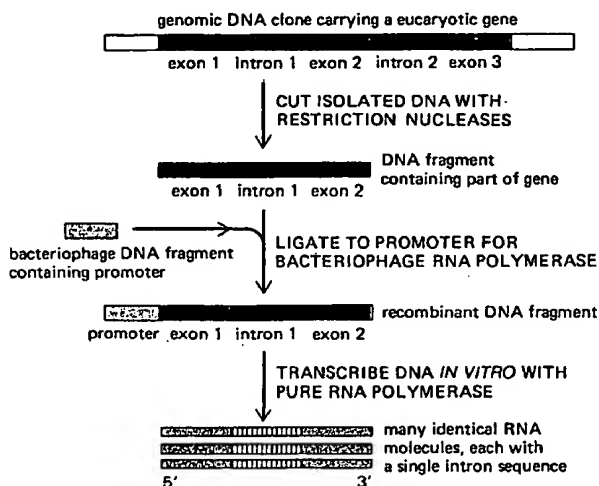 genomic DNA clone carrying a eucaryotic gene
exon 1 intron 1 exon 2 intron 2 exon 3
CUT ISOLATED DNA WITH
RESTRICTION NUCLEASES
DNA fragment
containing part of gene
exon 1 intron 1 exon 2
bacteriophage DNA fragment
containing promoter
LIGATE TO PROMOTER FOR
BACTERIOPHAGE RNA POLYMERASE
recombinant DNA fragment
promoter exon 1 intron 1 exon 2
TRANSCRIBE DNA IN VITRO WITH
PURE RNA POLYMERASE
many identical RNA
molecules, each with
a single intron sequence
5′ 3′